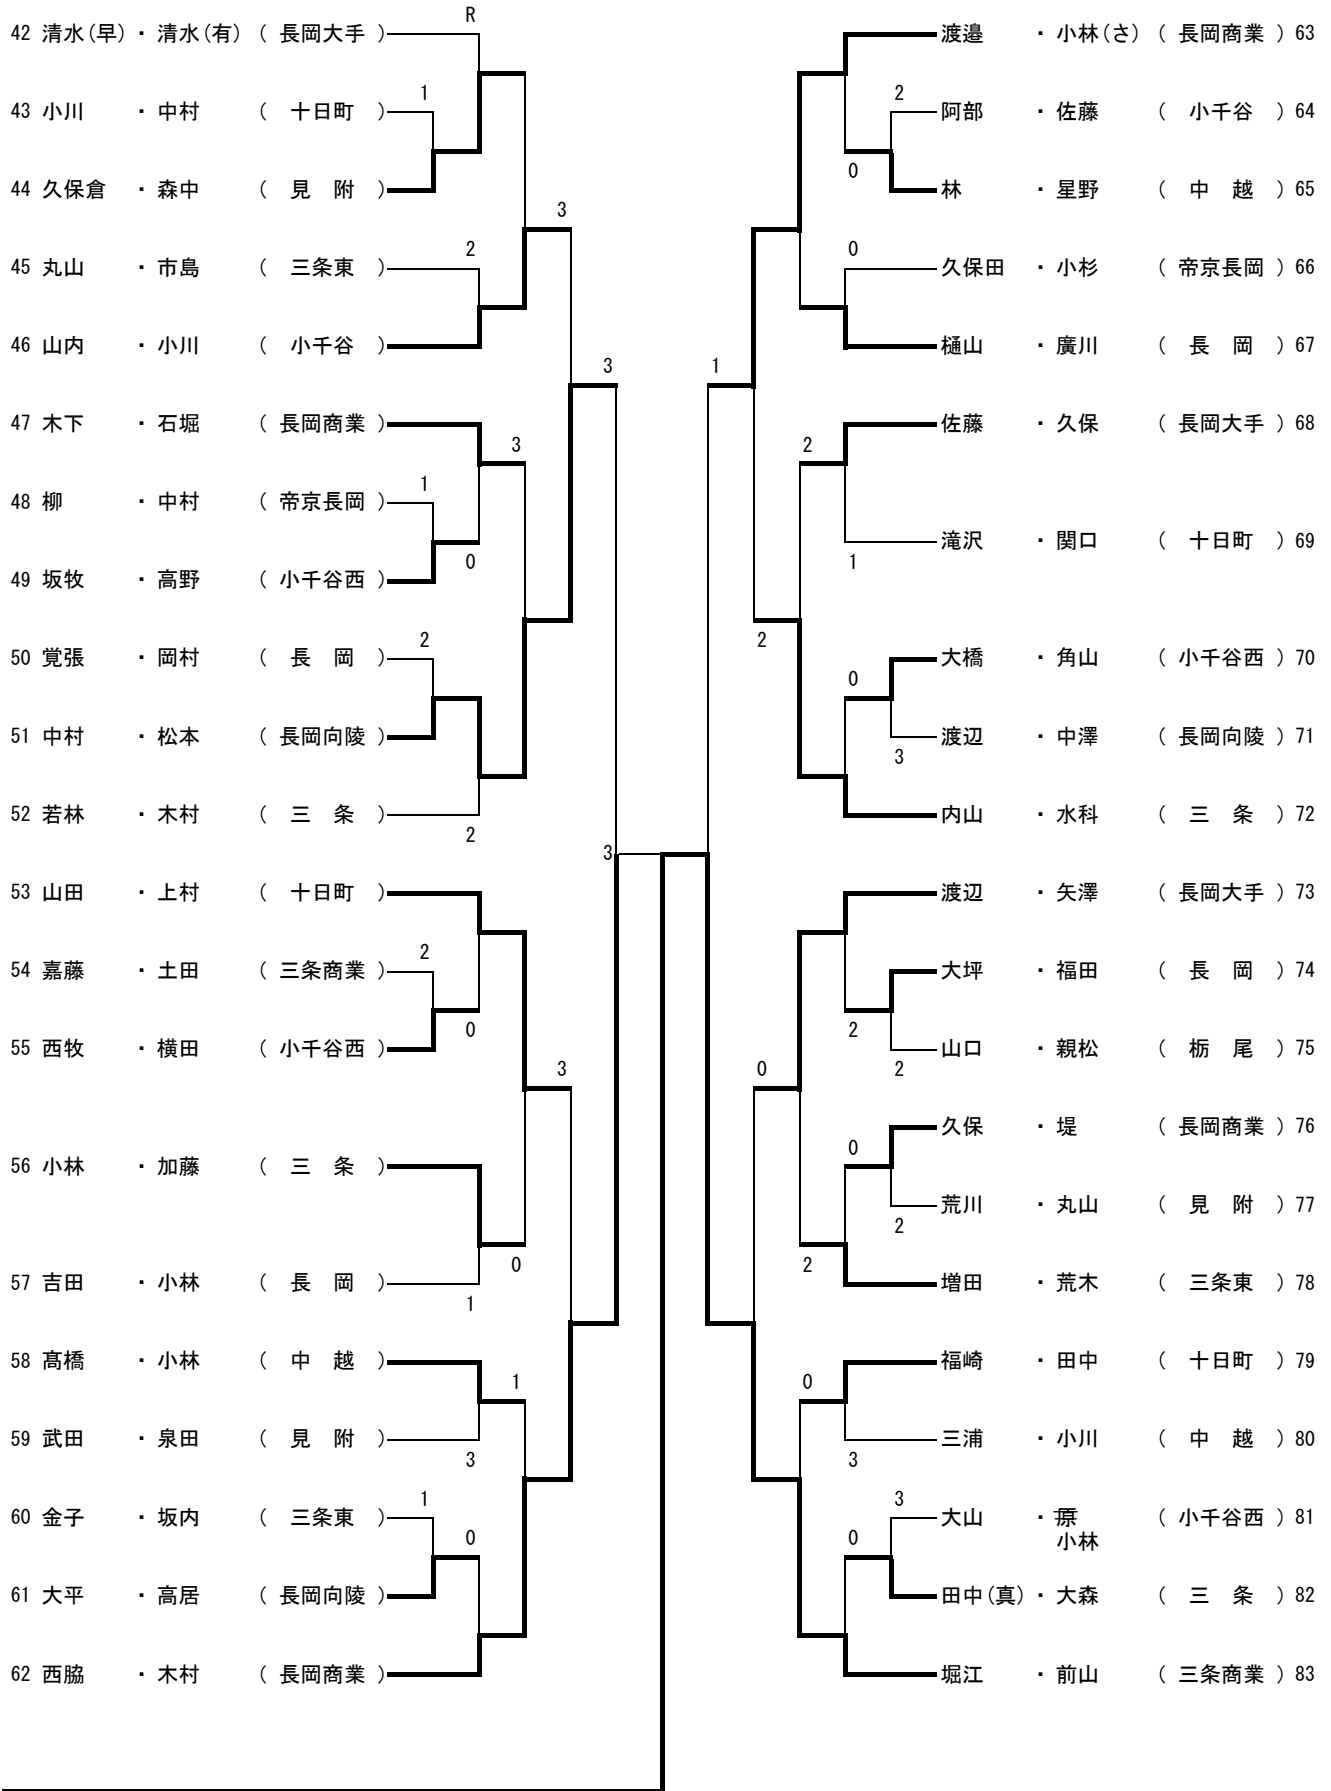 R
42 清水(早) ・ 清水(有) ( 長岡大手 )
1
43 小川 ・ 中村 ( 十日町 )
44 久保倉 ・ 森中 ( 見 附 )
3
2
45 丸山 ・ 市島 ( 三条東 )
46 山内 ・ 小川 ( 小千谷 )
3
47 木下 ・ 石堀 ( 長岡商業 )
3
1
48 柳 ・ 中村 ( 帝京長岡 )
0
49 坂牧 ・ 高野 ( 小千谷西 )
2
50 覚張 ・ 岡村 ( 長 岡 )
51 中村 ・ 松本 ( 長岡向陵 )
52 若林 ・ 木村 ( 三 条 )
2
3
53 山田 ・ 上村 ( 十日町 )
2
54 嘉藤 ・ 土田 ( 三条商業 )
0
55 西牧 ・ 横田 ( 小千谷西 )
3
56 小林 ・ 加藤 ( 三 条 )
0
57 吉田 ・ 小林 ( 長 岡 )
1
58 髙橋 ・ 小林 ( 中 越 )
1
59 武田 ・ 泉田 ( 見 附 )
3
1
60 金子 ・ 坂内 ( 三条東 )
0
61 大平 ・ 高居 ( 長岡向陵 )
62 西脇 ・ 木村 ( 長岡商業 )
渡邉 ・ 小林(さ) ( 長岡商業 ) 63
2
阿部 ・ 佐藤 ( 小千谷 ) 64
0
林 ・ 星野 ( 中 越 ) 65
0
久保田 ・ 小杉 ( 帝京長岡 ) 66
樋山 ・ 廣川 ( 長 岡 ) 67
1
佐藤 ・ 久保 ( 長岡大手 ) 68
2
滝沢 ・ 関口 ( 十日町 ) 69
1
2
大橋 ・ 角山 ( 小千谷西 ) 70
0
渡辺 ・ 中澤 ( 長岡向陵 ) 71
3
内山 ・ 水科 ( 三 条 ) 72
渡辺 ・ 矢澤 ( 長岡大手 ) 73
大坪 ・ 福田 ( 長 岡 ) 74
2
山口 ・ 親松 ( 栃 尾 ) 75
2
0
久保 ・ 堤 ( 長岡商業 ) 76
0
荒川 ・ 丸山 ( 見 附 ) 77
2
2
増田 ・ 荒木 ( 三条東 ) 78
福崎 ・ 田中 ( 十日町 ) 79
0
三浦 ・ 小川 ( 中 越 ) 80
3
3
大山 ・ 原 ( 小千谷西 ) 81
小林
0
田中(真) ・ 大森 ( 三 条 ) 82
堀江 ・ 前山 ( 三条商業 ) 83